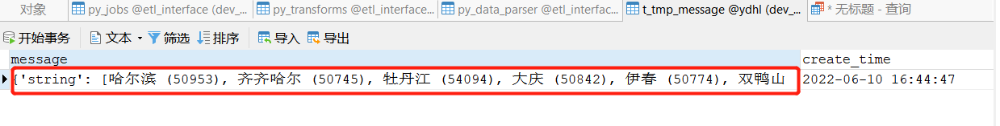 对象 py_jobs @etl_interface (dev_... py_transforms @etl_interface... py_data_parser @etl_interfac... t_tmp_message @ydhl (dev_... * 无标题 - 查询
开始事务 文本 筛选 排序 导入 导出
message create_time
{'string': [哈尔滨 (50953), 齐齐哈尔 (50745), 牡丹江 (54094), 大庆 (50842), 伊春 (50774), 双鸭山 2022-06-10 16:44:47